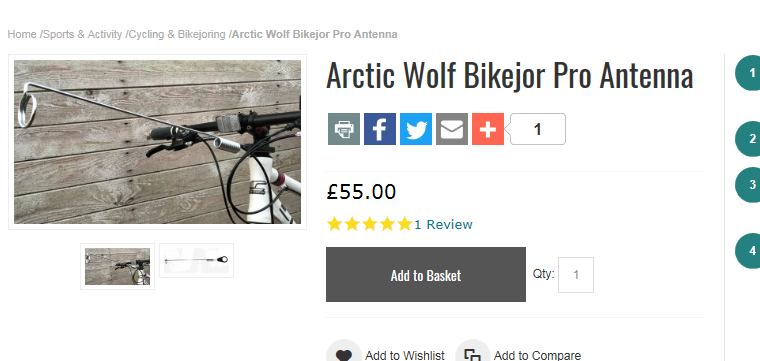 Home /Sports & Activity /Cycling & Bikejoring /Arctic Wolf Bikejor Pro Antenna
Arctic Wolf Bikejor Pro Antenna
1
£55.00
1 Review
Add to Basket
Qty:
1
Add to Wishlist
Add to Compare
1
2
3
4